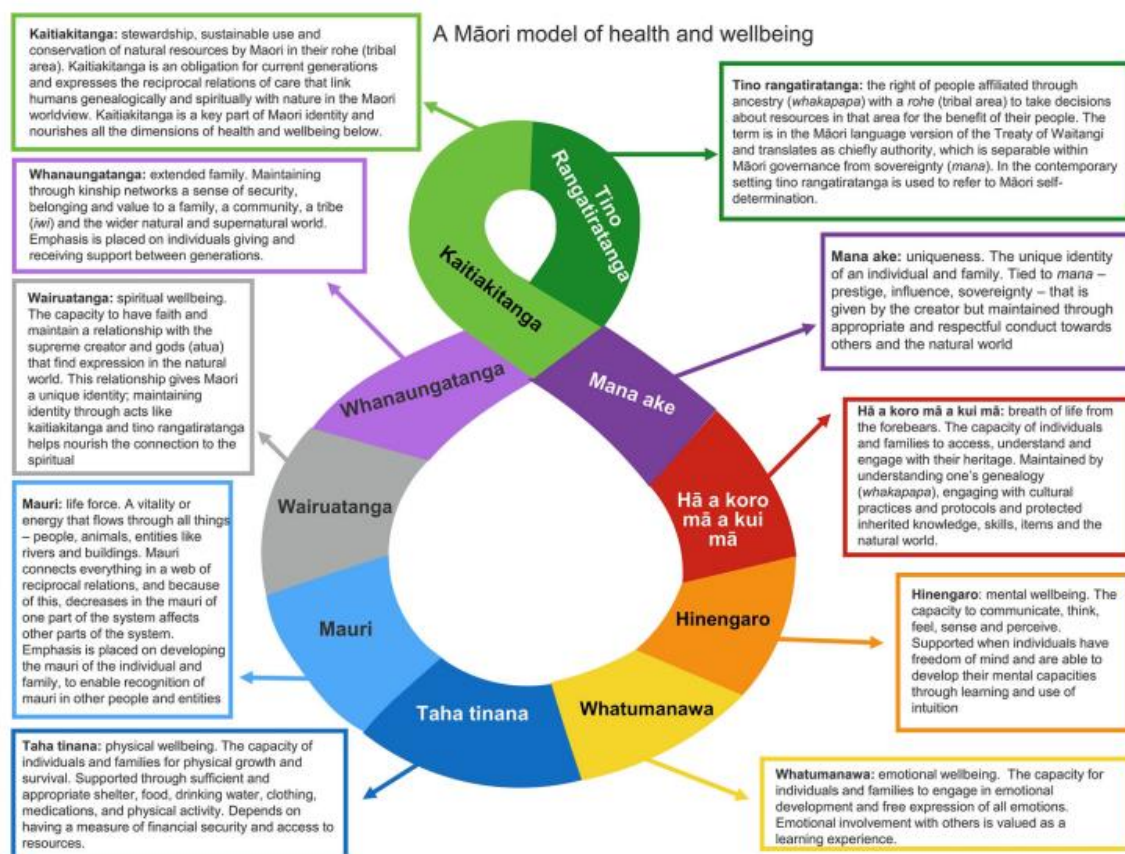 A Māori model of health and wellbeing
Kaitiakitanga: stewardship, sustainable use and
conservation of natural resources by Maori in their rohe (tribal
area). Kaitiakitanga is an obligation for current generations
and expresses the reciprocal relations of care that link
humans genealogically and spiritually with nature in the Maori
worldview. Kaitiakitanga is a key part of Maori identity and
nourishes all the dimensions of health and wellbeing below.
Whanaungatanga: extended family. Maintaining
through kinship networks a sense of security,
belonging and value to a family, a community, a tribe
(iwi) and the wider natural and supernatural world.
Emphasis is placed on individuals giving and
receiving support between generations.
Wairuatanga: spiritual wellbeing.
The capacity to have faith and
maintain a relationship with the
supreme creator and gods (atua)
that find expression in the natural
world. This relationship gives Maori
a unique identity; maintaining
identity through acts like
kaitiakitanga and tino rangatiratanga
helps nourish the connection to the
spiritual
Mauri: life force. A vitality or
energy that flows through all things
– people, animals, entities like
rivers and buildings. Mauri
connects everything in a web of
reciprocal relations, and because
of this, decreases in the mauri of
one part of the system affects
other parts of the system.
Emphasis is placed on developing
the mauri of the individual and
family, to enable recognition of
mauri in other people and entities
Taha tinana: physical wellbeing. The capacity of
individuals and families for physical growth and
survival. Supported through sufficient and
appropriate shelter, food, drinking water, clothing,
medications, and physical activity. Depends on
having a measure of financial security and access to
resources.
Tino
Rangatiratanga
Kaitiakitanga
Whanaungatanga
Mana ake
Wairuatanga
Hā a koro
mā a kui
mā
Mauri
Hinengaro
Taha tinana
Whatumanawa
Tino rangatiratanga: the right of people affiliated through
ancestry (whakapapa) with a rohe (tribal area) to take decisions
about resources in that area for the benefit of their people. The
term is in the Māori language version of the Treaty of Waitangi
and translates as chiefly authority, which is separable within
Māori governance from sovereignty (mana). In the contemporary
setting tino rangatiratanga is used to refer to Māori self-
determination.
Mana ake: uniqueness. The unique identity
of an individual and family. Tied to mana –
prestige, influence, sovereignty – that is
given by the creator but maintained through
appropriate and respectful conduct towards
others and the natural world
Hā a koro mā a kui mā: breath of life from
the forebears. The capacity of individuals
and families to access, understand and
engage with their heritage. Maintained by
understanding one's genealogy
(whakapapa), engaging with cultural
practices and protocols and protected
inherited knowledge, skills, items and the
natural world.
Hinengaro: mental wellbeing. The
capacity to communicate, think,
feel, sense and perceive.
Supported when individuals have
freedom of mind and are able to
develop their mental capacities
through learning and use of
intuition
Whatumanawa: emotional wellbeing. The capacity for
individuals and families to engage in emotional
development and free expression of all emotions.
Emotional involvement with others is valued as a
learning experience.